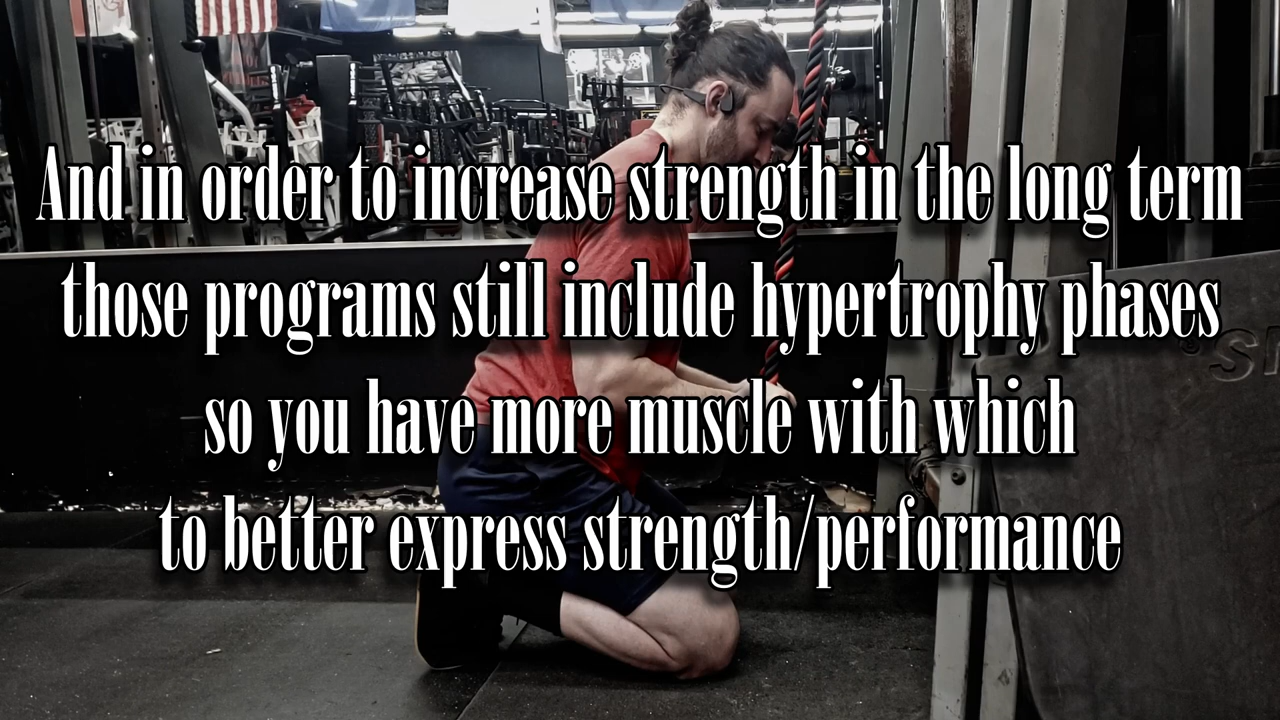 And in order to increase strength in the long term
those programs still include hypertrophy phases
so you have more muscle with which
to better express strength/performance